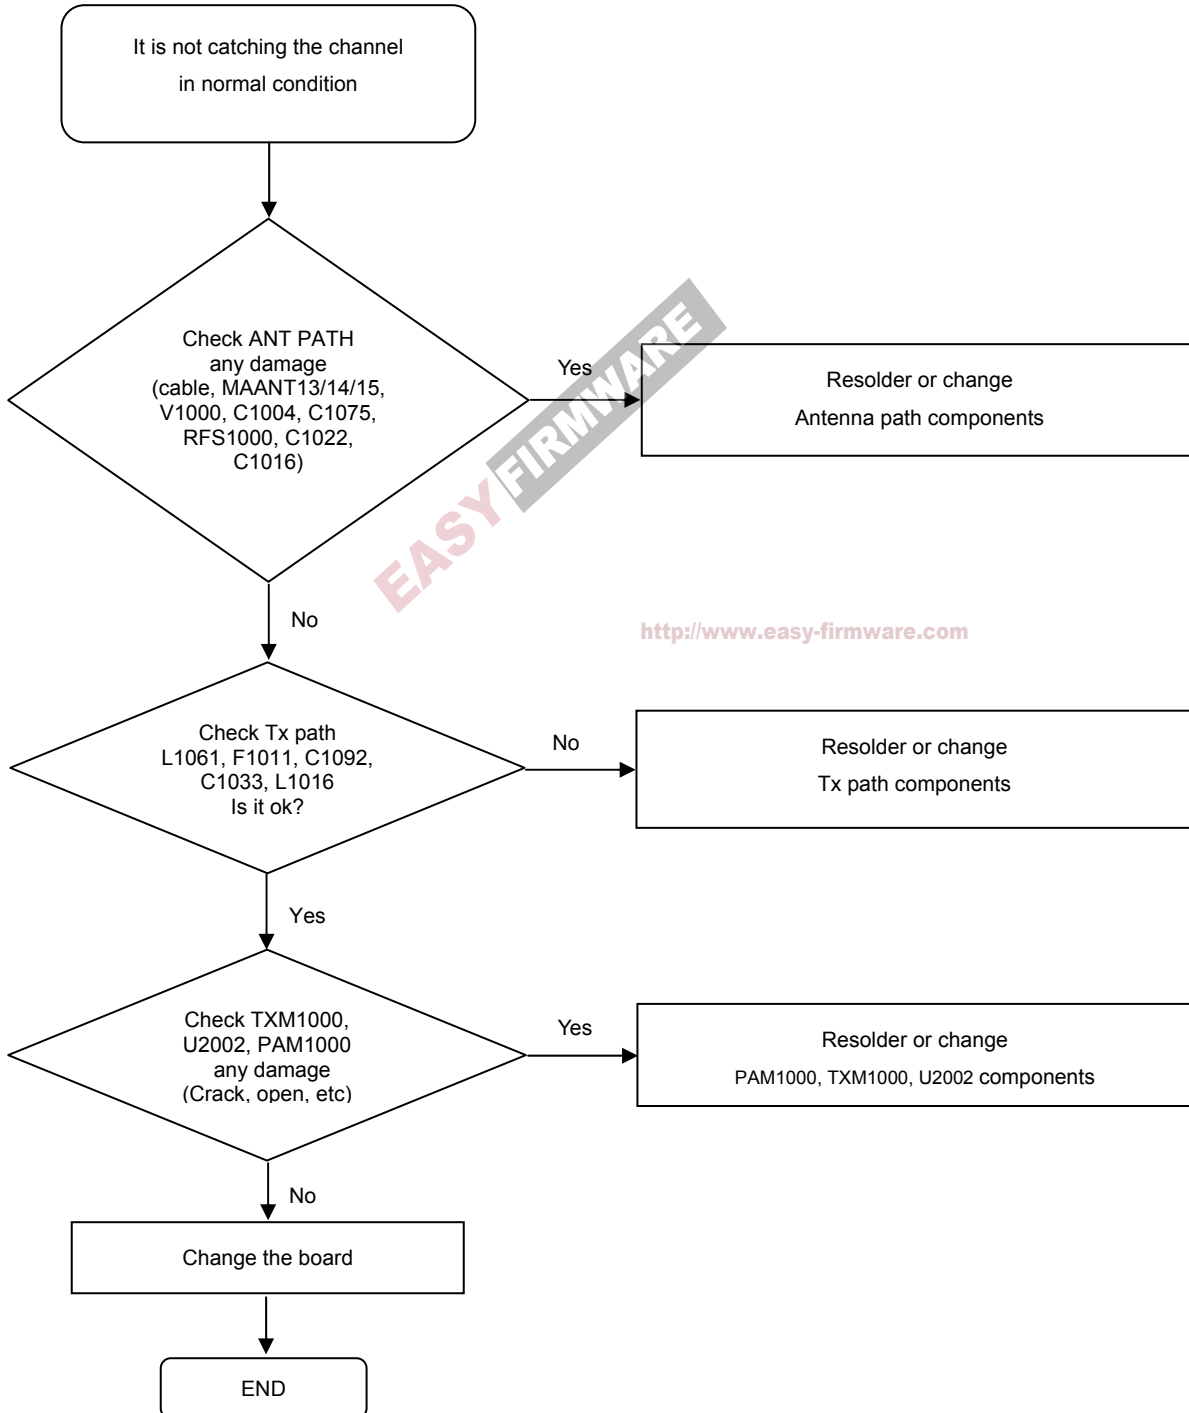 It is not catching the channel
in normal condition
Check ANT PATH
any damage
(cable, MAANT13/14/15,
V1000, C1004, C1075,
RFS1000, C1022,
C1016)
Yes
Resolder or change
Antenna path components
EASY FIRMWARE
No
http://www.easy-firmware.com
Check Tx path
L1061, F1011, C1092,
C1033, L1016
Is it ok?
No
Resolder or change
Tx path components
Yes
Check TXM1000,
U2002, PAM1000
any damage
(Crack, open, etc)
Yes
Resolder or change
PAM1000, TXM1000, U2002 components
No
Change the board
END